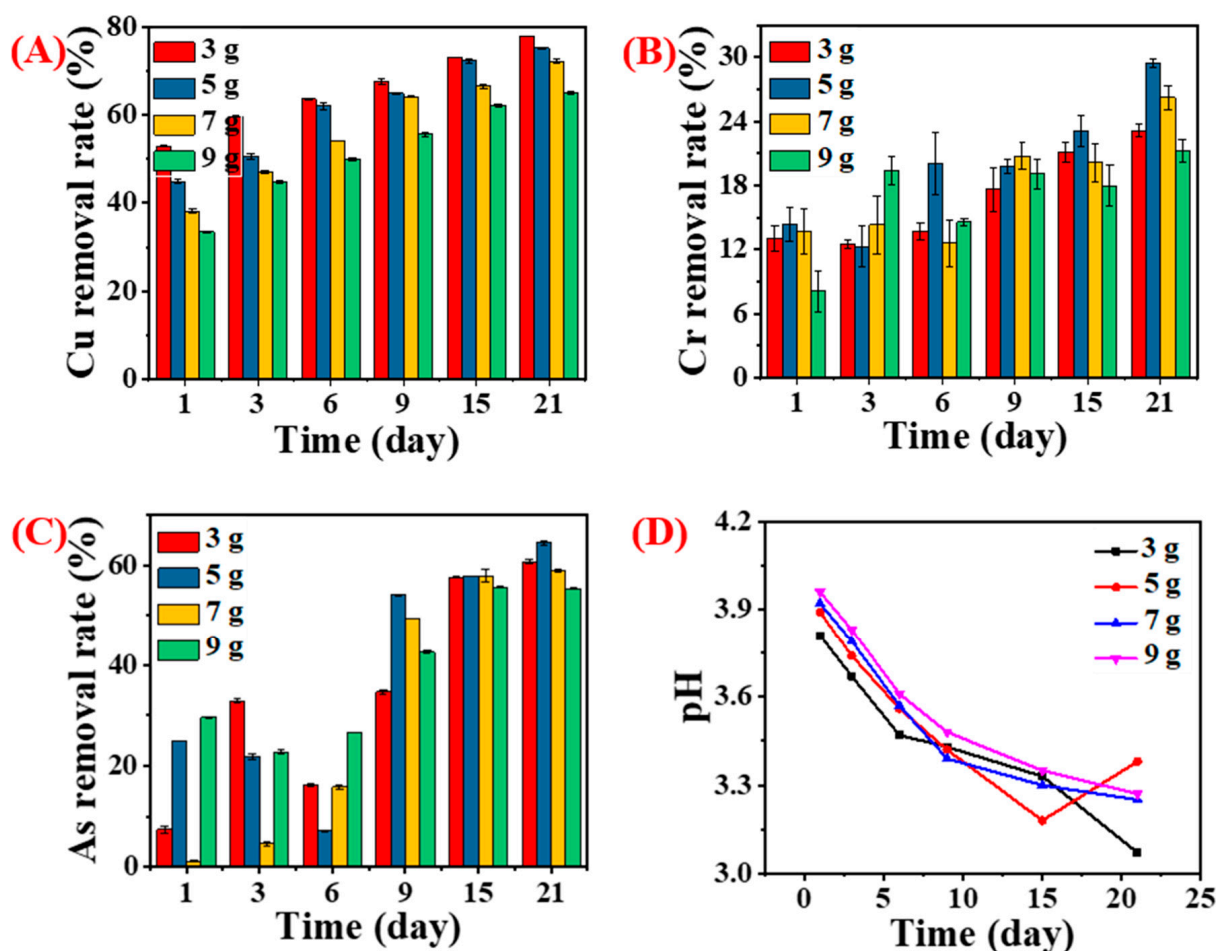 (A)
Cu removal rate (%)
80
60
40
20
0
3 g
5 g
7 g
9 g
1 3 6 9 15 21
Time (day)
(B)
Cr removal rate (%)
30
24
18
12
6
0
3 g
5 g
7 g
9 g
1 3 6 9 15 21
Time (day)
(C)
As removal rate (%)
60
40
20
0
3 g
5 g
7 g
9 g
1 3 6 9 15 21
Time (day)
(D)
pH
4.2
3.9
3.6
3.3
3.0
3 g
5 g
7 g
9 g
0 5 10 15 20 25
Time (day)